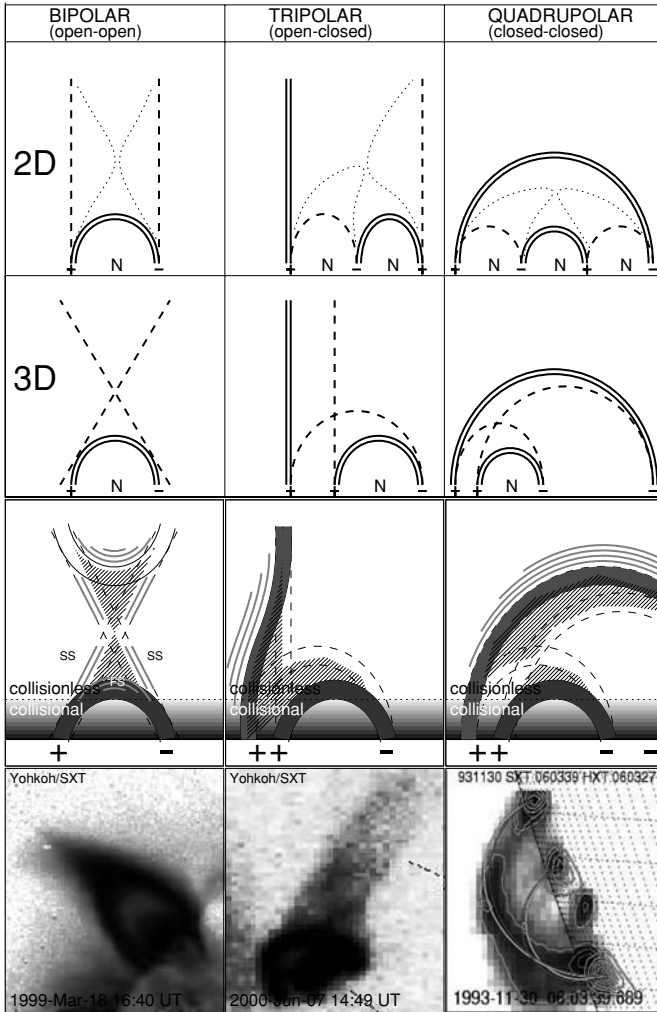 BIPOLAR
(open-open)
TRIPOLAR
(open-closed)
QUADRUPOLAR
(closed-closed)
2D
+ N -
+ N - N +
+ N - N + N -
3D
+ N -
+ + N -
+ + N -
SS SS
FS
collisionless
collisional
+ -
collisionless
collisional
+ + -
collisionless
collisional
+ + - -
Yohkoh/SXT
1999-Mar-18 16:40 UT
Yohkoh/SXT
2000-Jun-07 14:49 UT
931130 SXT 060339 HXT 060327
1993-11-30 06:03:39.689